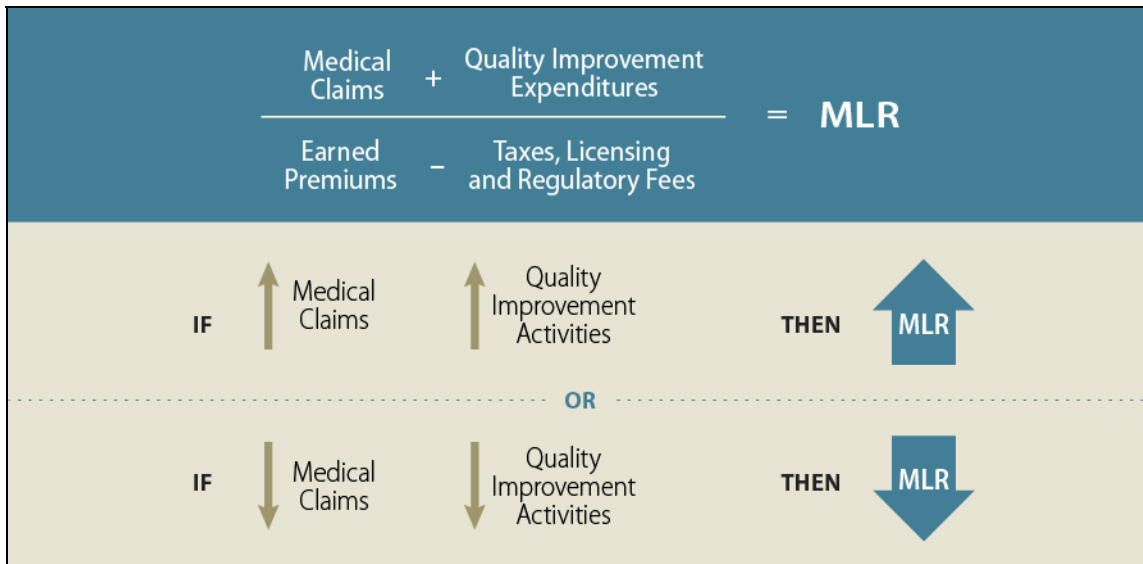 Medical Claims + Quality Improvement Expenditures
Earned Premiums – Taxes, Licensing and Regulatory Fees
= MLR
IF
Medical
Claims
Quality
Improvement
Activities
THEN
MLR
OR
IF
Medical
Claims
Quality
Improvement
Activities
THEN
MLR